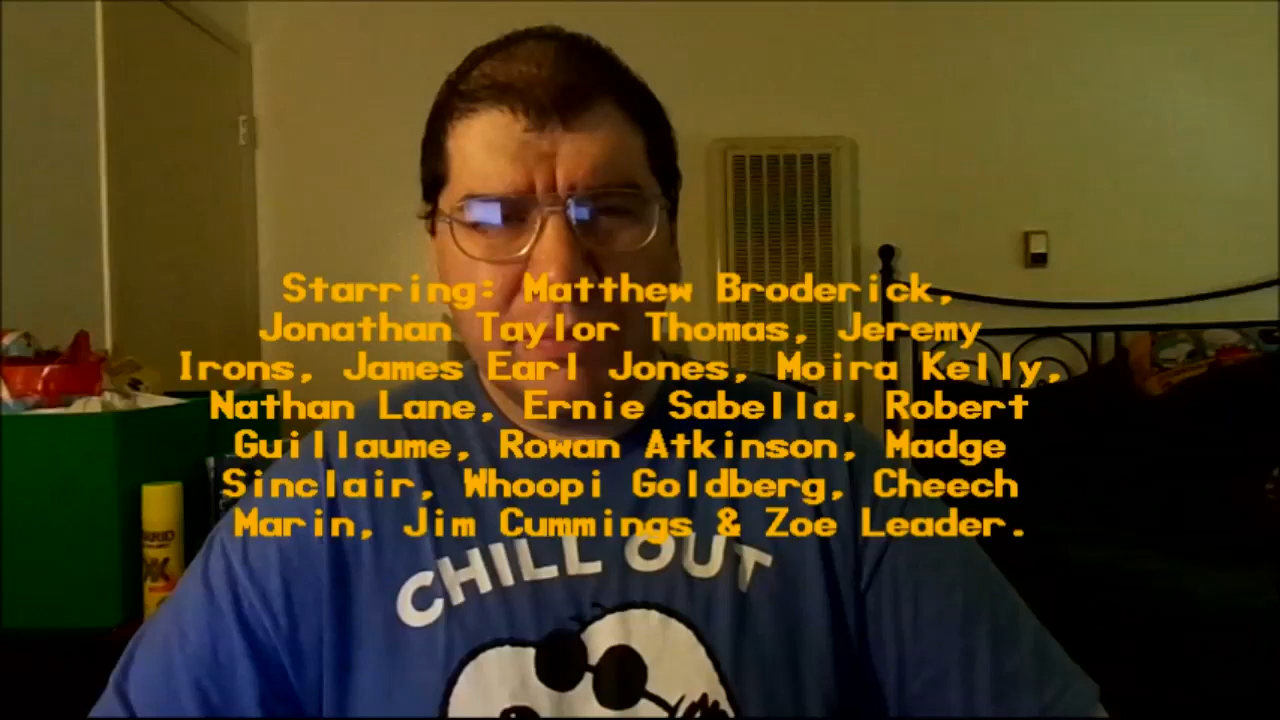 Starring: Matthew Broderick,
Jonathan Taylor Thomas, Jeremy
Irons, James Earl Jones, Moira Kelly,
Nathan Lane, Ernie Sabella, Robert
Guillaume, Rowan Atkinson, Madge
Sinclair, Whoopi Goldberg, Cheech
Marin, Jim Cummings & Zoe Leader.
CHILL OUT